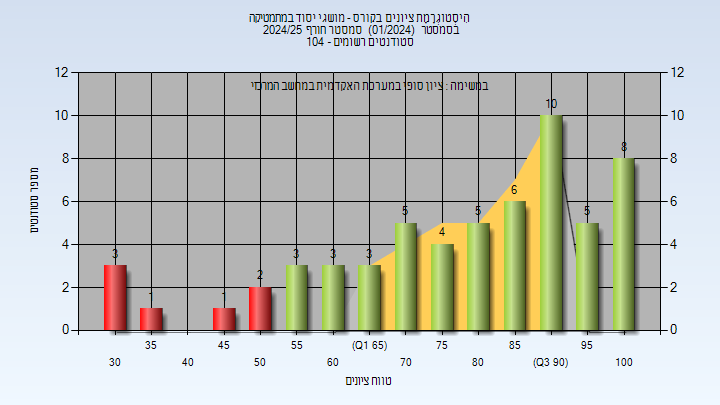 היסטוגרמת ציונים בקורס - מושגי יסוד במתמטיקה
בסמסטר (01/2024) סמסטר חורף 2024/25
סטודנטים רשומים - 104
במשימה : ציון סופי במערכת האקדמית במחשב המרכזי
מספר סטודנטים
12 10 8 6 4 2 0
12 10 8 6 4 2 0
3 1 1 2 3 3 3 5 4 5 6 10 5 8
35 45 55 (Q1 65) 75 85 95
30 40 50 60 70 80 (Q3 90) 100
טווח ציונים